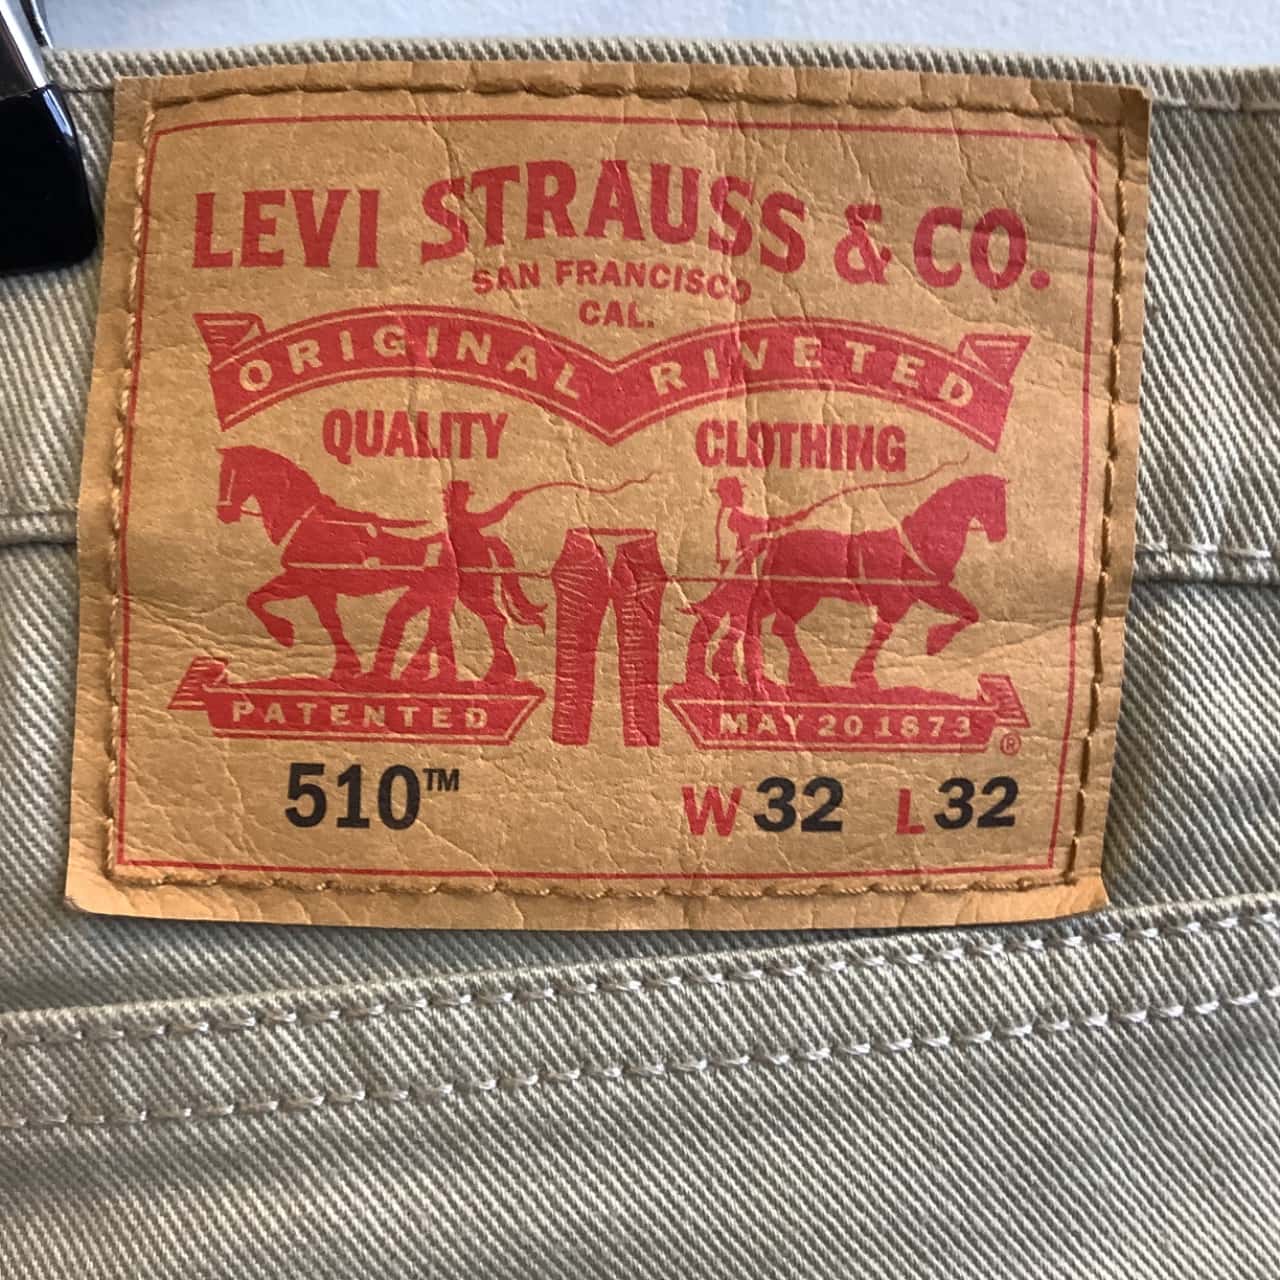 LEVI STRAUSS & CO.
SAN FRANCISCO
CAL.
ORIGINAL RIVETED
QUALITY CLOTHING
PATENTED MAY 20 1873 ®
510™ W 32 L 32